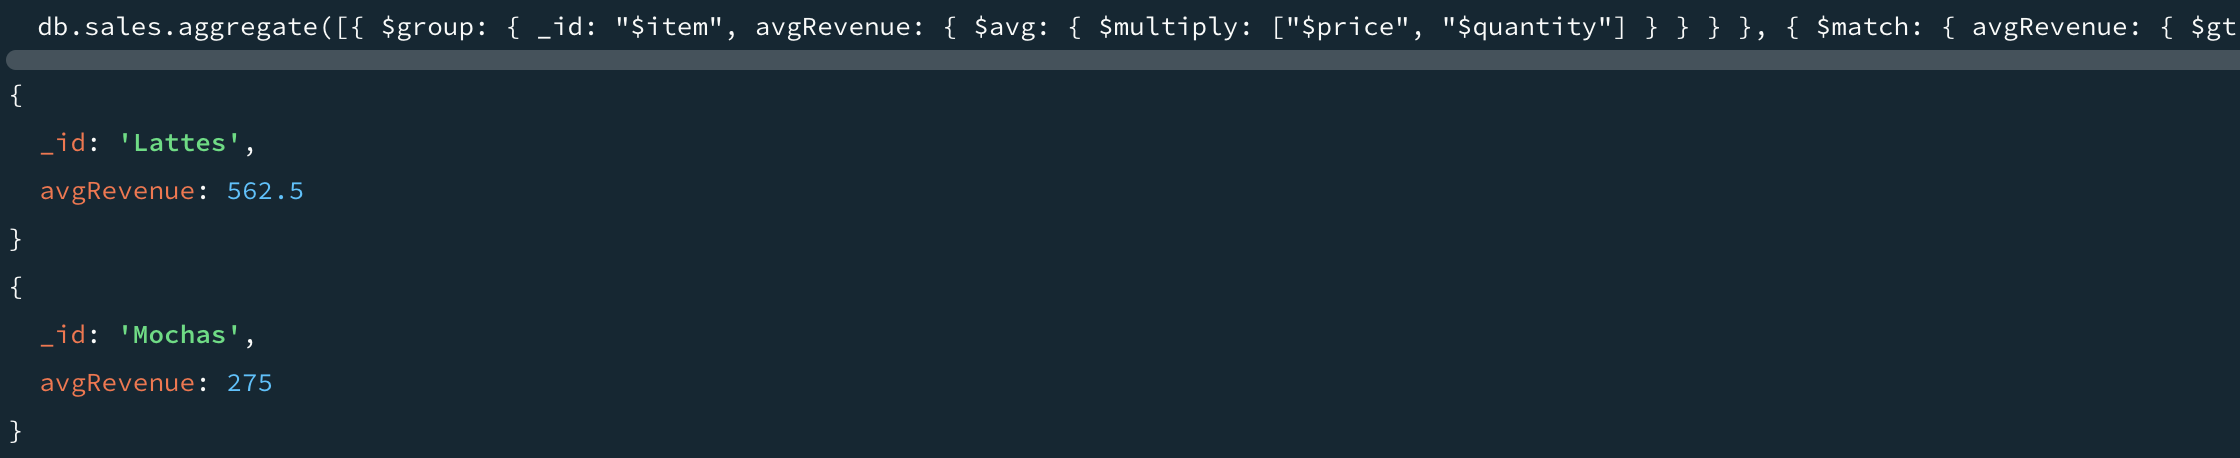 db.sales.aggregate([{ $group: { _id: "$item", avgRevenue: { $avg: { $multiply: ["$price", "$quantity"] } } } }, { $match: { avgRevenue: { $gt
{
_id: 'Lattes',
avgRevenue: 562.5
}
{
_id: 'Mochas',
avgRevenue: 275
}